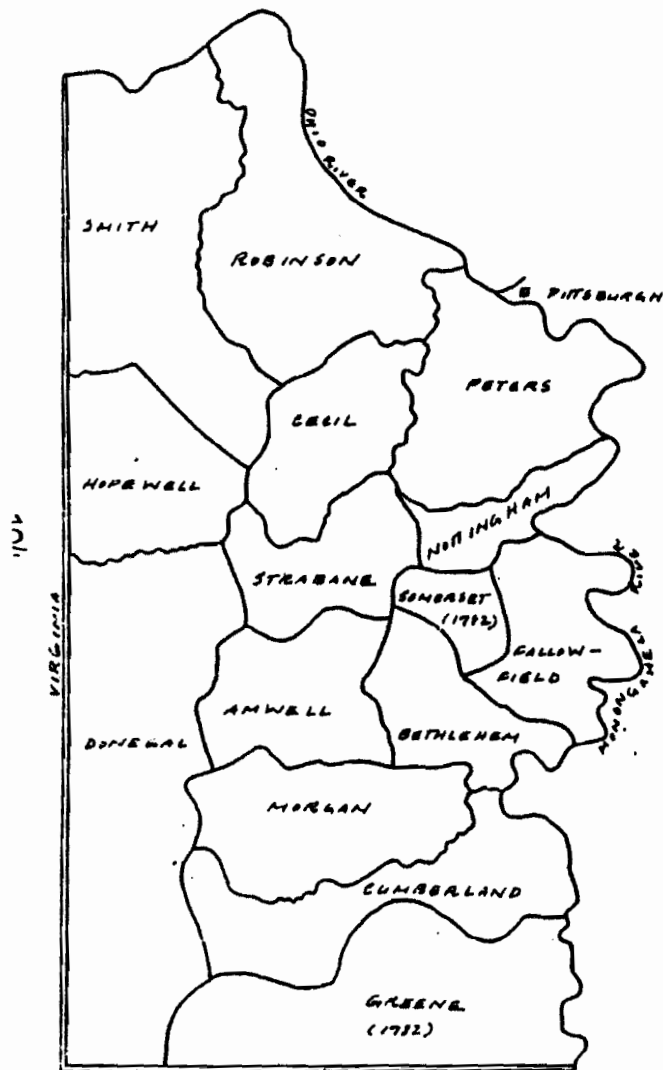 OHIO RIVER
SMITH
ROBINSON
PITTSBURGH
PETERS
CECIL
HOPEWELL
NOTTINGHAM
STRABANE
SOMERSET
(1782)
FALLOW-
FIELD
MONONGAHELA RIVER
VIRGINIA
AMWELL
DONEGAL
BETHLEHEM
MORGAN
CUMBERLAND
GREENE
(1782)